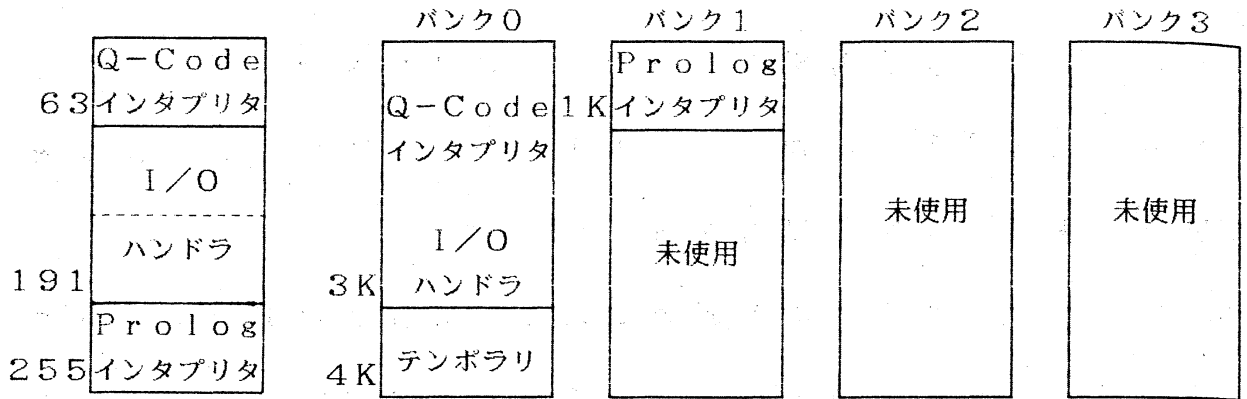 バンク0 バンク1 バンク2 バンク3
Q-Code
63 インタプリタ
I/O
ハンドラ
191
Prolog
255 インタプリタ
Q-Code
インタプリタ
I/O
3K ハンドラ
4K テンポラリ
Prolog
1K インタプリタ
未使用
未使用
未使用